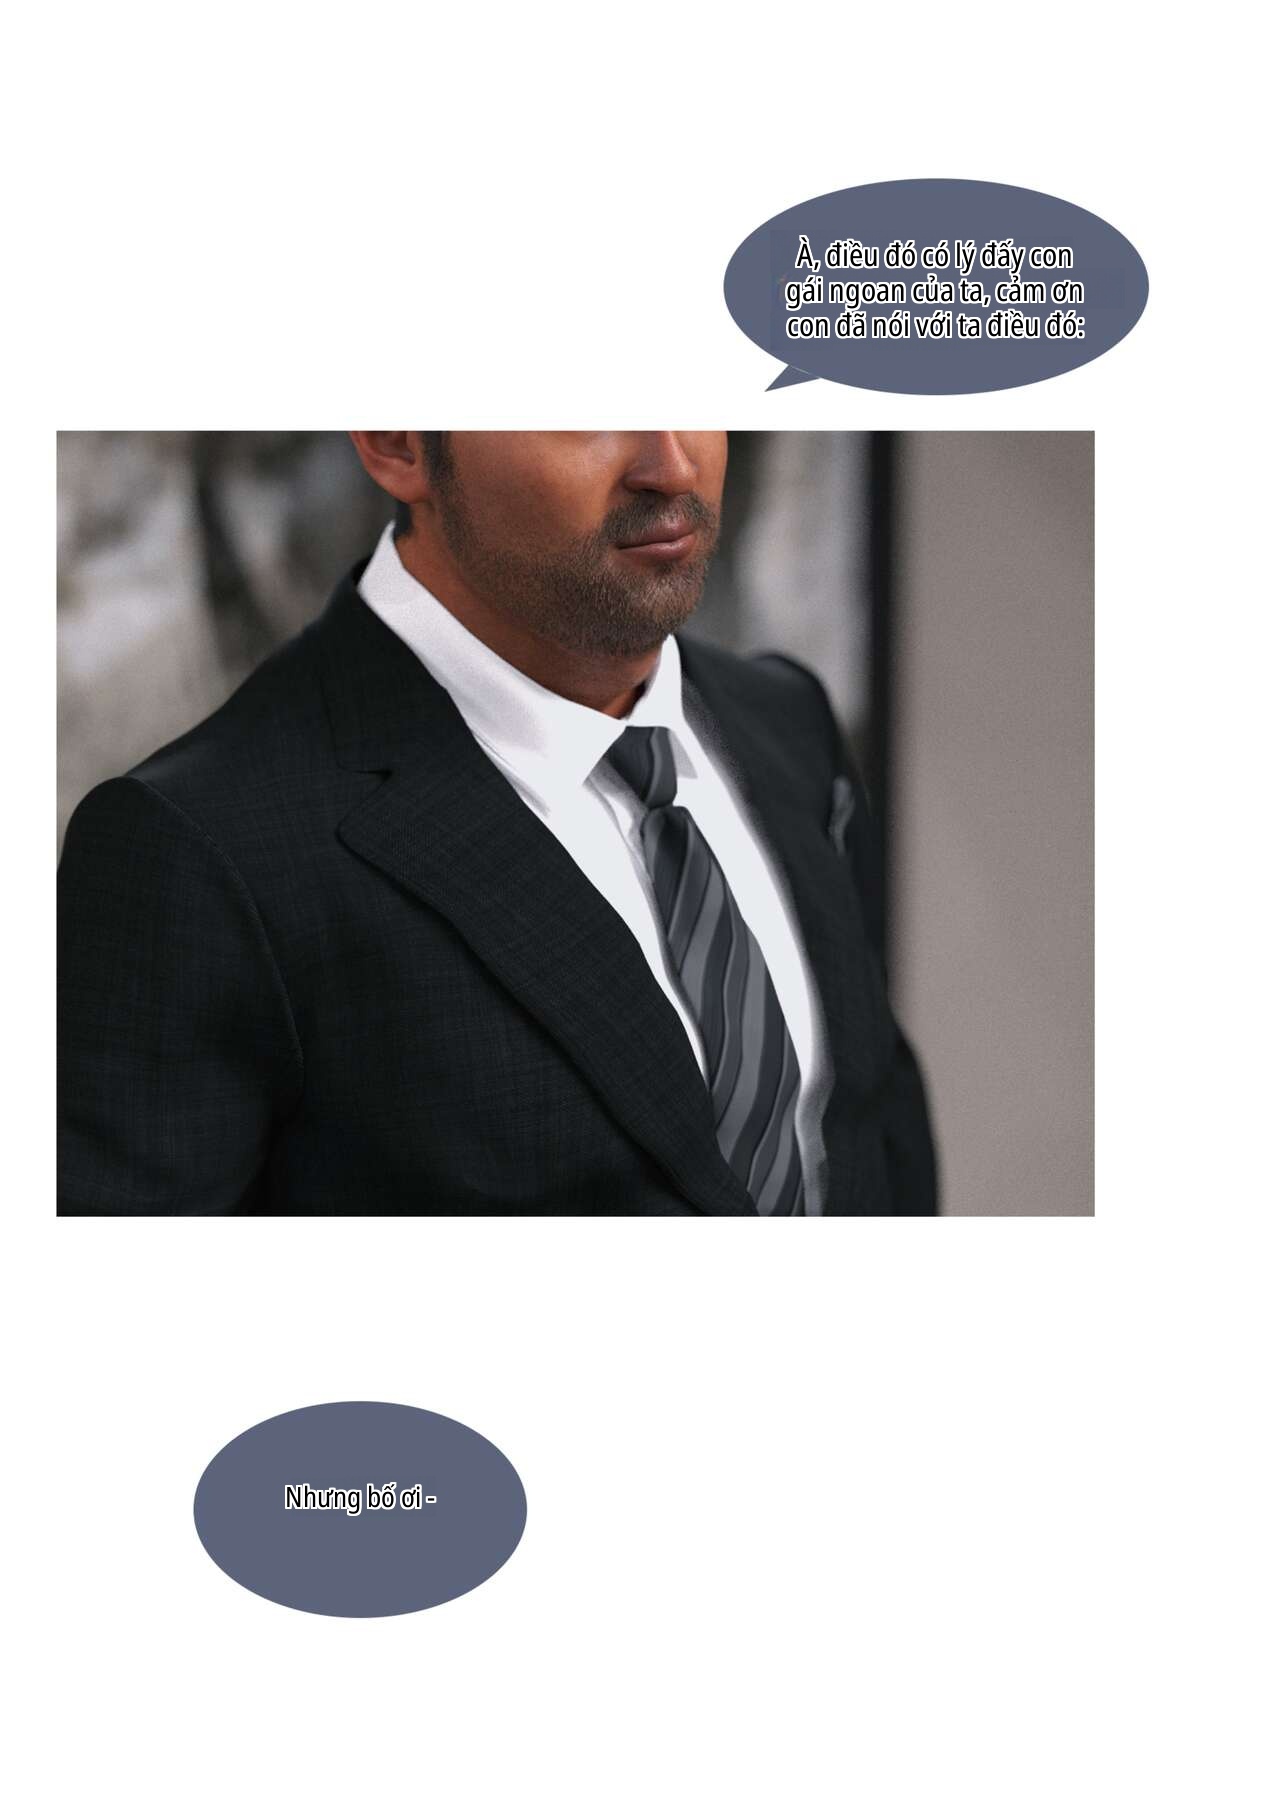 À, điều đó có lý đấy con
gái ngoan của ta, cảm ơn
con đã nói với ta điều đó:
Nhưng bố ơi -